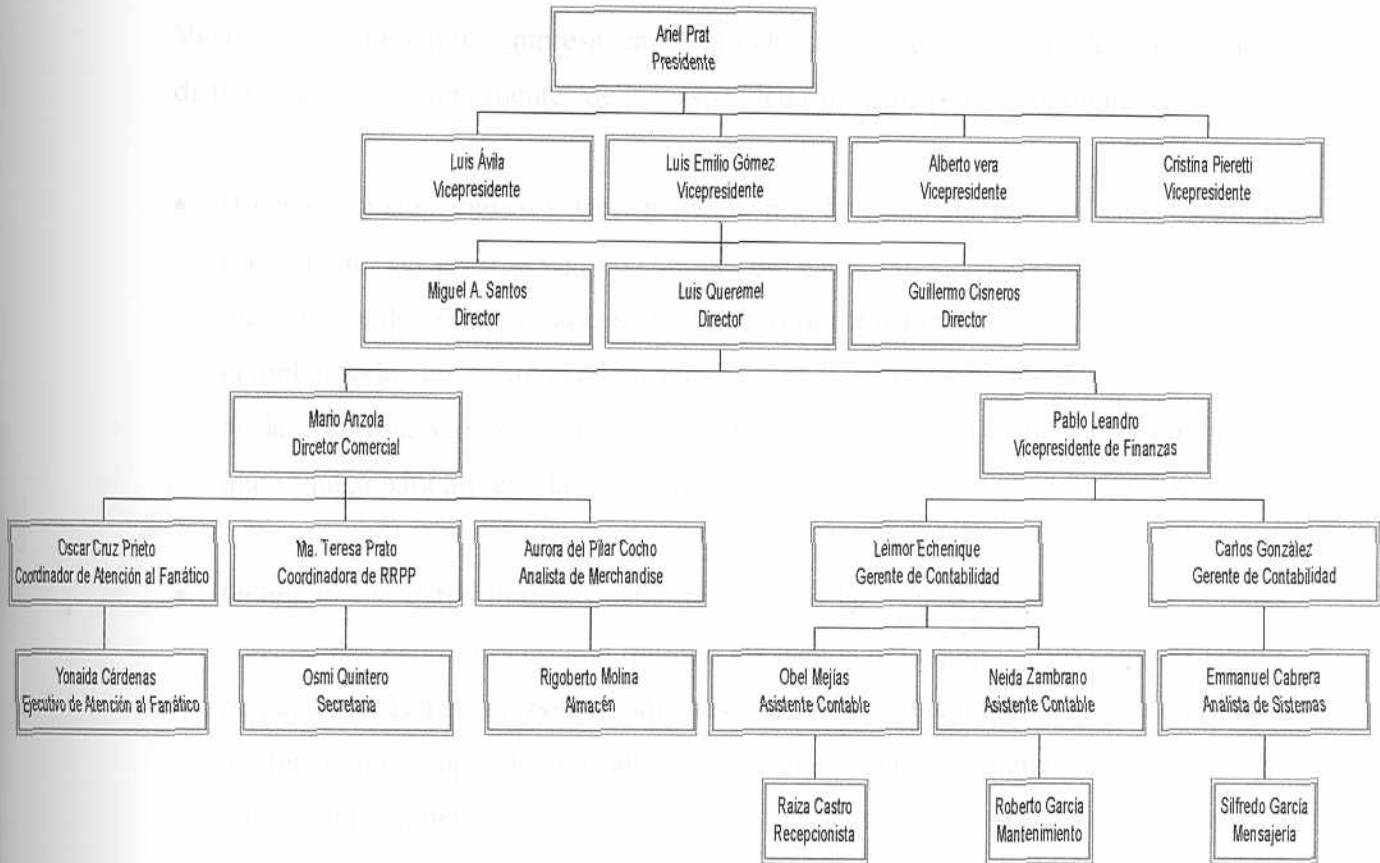 Ariel Prat
Presidente
Luis Ávila
Vicepresidente
Luis Emilio Gómez
Vicepresidente
Alberto vera
Vicepresidente
Cristina Pieretti
Vicepresidente
Miguel A. Santos
Director
Luis Queremel
Director
Guillermo Cisneros
Director
Mario Anzola
Dircetor Comercial
Pablo Leandro
Vicepresidente de Finanzas
Oscar Cruz Prieto
Coordinador de Atención al Fanático
Ma. Teresa Prato
Coordinadora de RRPP
Aurora del Pilar Cocho
Analista de Merchandise
Leimor Echenique
Gerente de Contabilidad
Carlos González
Gerente de Contabilidad
Yonaida Cárdenas
Ejecutivo de Atención al Fanático
Osmi Quintero
Secretaria
Rigoberto Molina
Almacén
Obel Mejías
Asistente Contable
Neida Zambrano
Asistente Contable
Emmanuel Cabrera
Analista de Sistemas
Raiza Castro
Recepcionista
Roberto García
Mantenimiento
Silfredo García
Mensajería